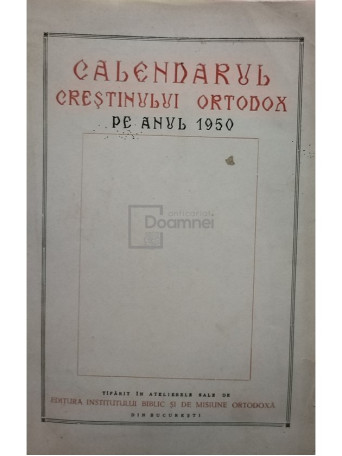 CALENDARUL
CREȘTINULUI ORTODOX
PE ANUL 1950
anticariat
Doamnei
TIPĂRIT ÎN ATELIERELE SALE DE
EDITURA INSTITUTULUI BIBLIC ȘI DE MISIUNE ORTODOXĂ
DIN BUCUREȘTI